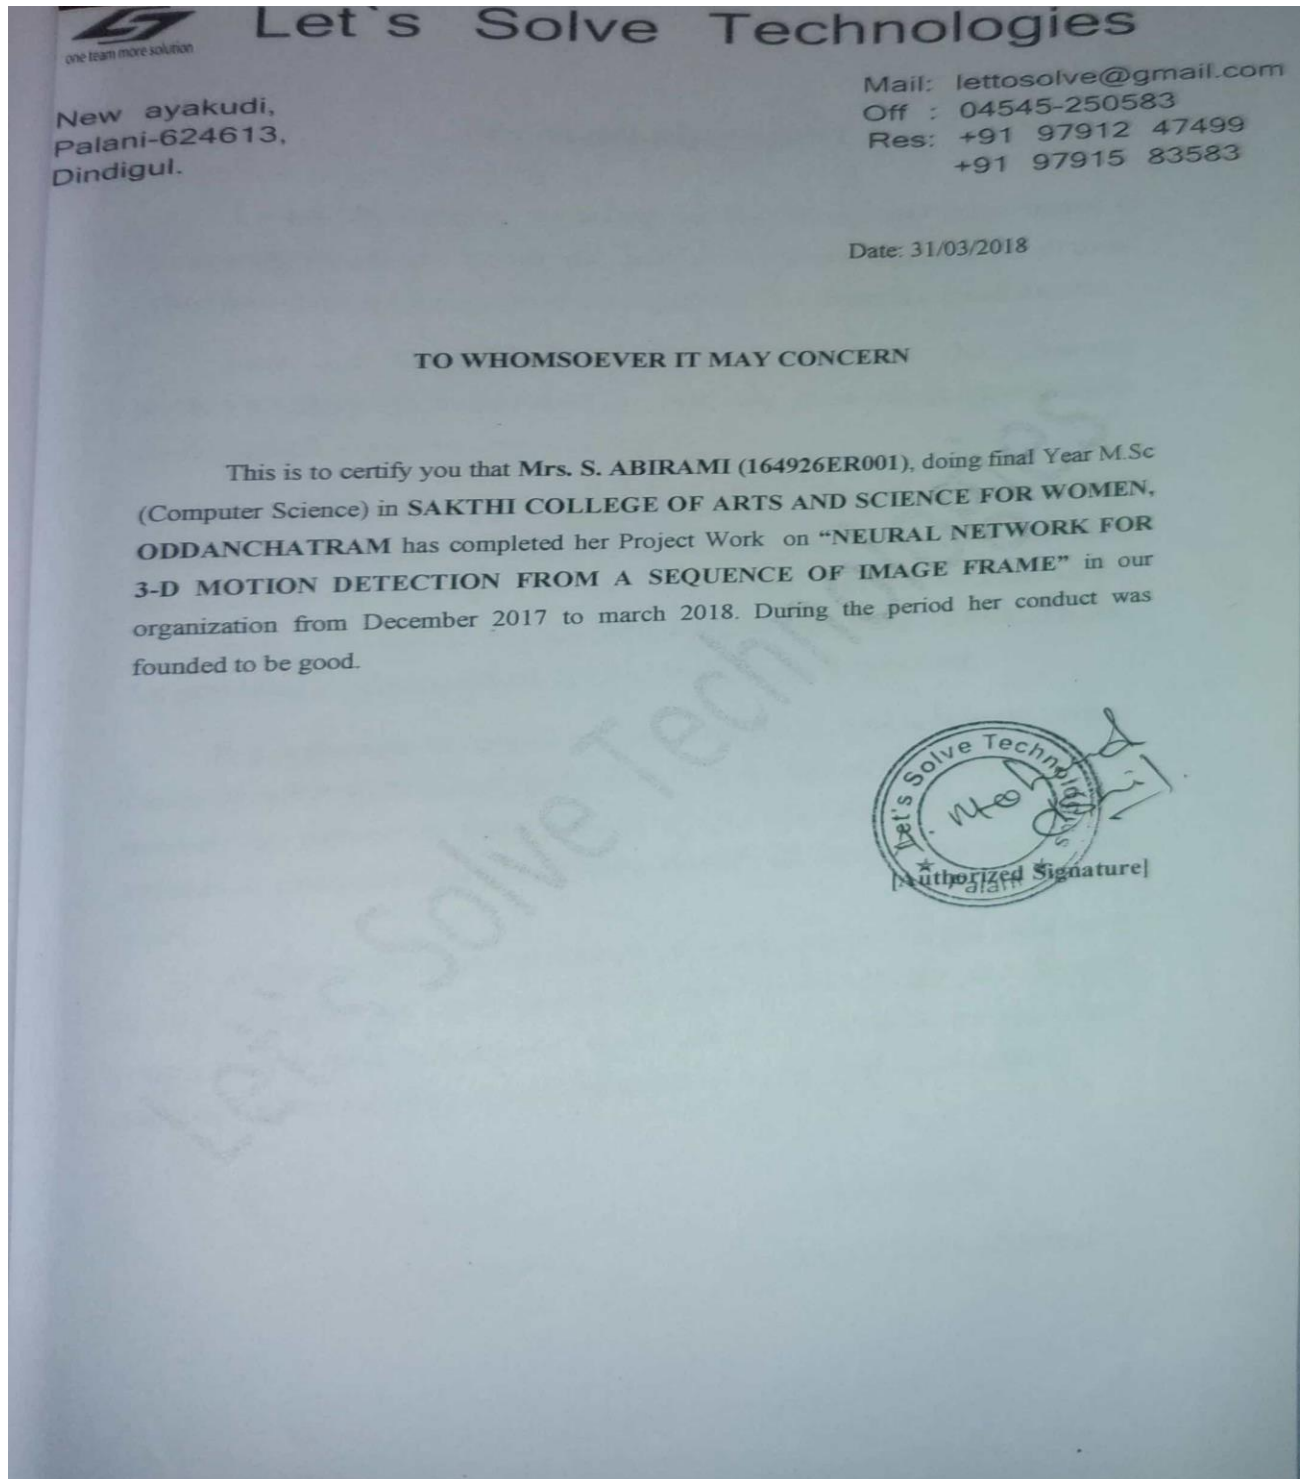 Let`s Solve Technologies
one team more solution
New ayakudi,
Palani-624613,
Dindigul.
Mail: lettosolve@gmail.com
Off : 04545-250583
Res: +91 97912 47499
+91 97915 83583
Date: 31/03/2018
TO WHOMSOEVER IT MAY CONCERN
This is to certify you that Mrs. S. ABIRAMI (164926ER001), doing final Year M.Sc
(Computer Science) in SAKTHI COLLEGE OF ARTS AND SCIENCE FOR WOMEN,
ODDANCHATRAM has completed her Project Work on “NEURAL NETWORK FOR
3-D MOTION DETECTION FROM A SEQUENCE OF IMAGE FRAME” in our
organization from December 2017 to march 2018. During the period her conduct was
founded to be good.
Let's Solve Technologies
Palani
[Authorized Signature]
Let's Solve Technologies